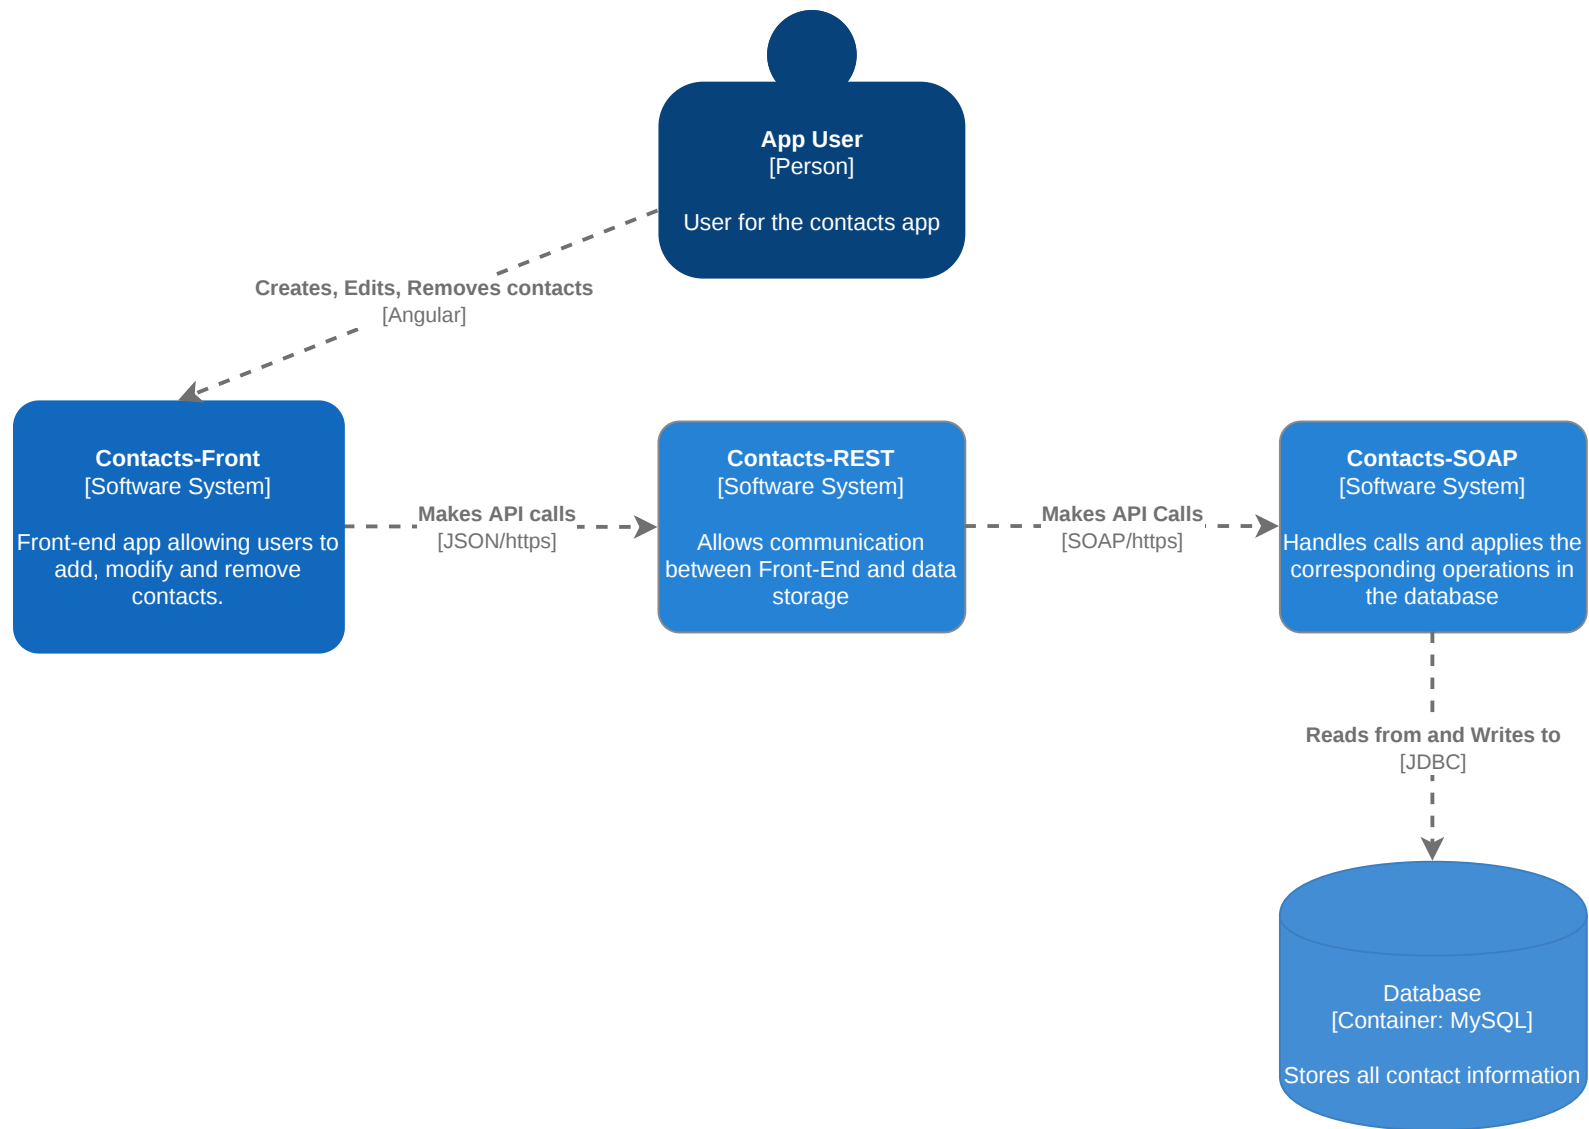 App User
[Person]
User for the contacts app
Creates, Edits, Removes contacts
[Angular]
Contacts-Front
[Software System]
Front-end app allowing users to
add, modify and remove
contacts.
Makes API calls
[JSON/https]
Contacts-REST
[Software System]
Allows communication
between Front-End and data
storage
Makes API Calls
[SOAP/https]
Contacts-SOAP
[Software System]
Handles calls and applies the
corresponding operations in
the database
Reads from and Writes to
[JDBC]
Database
[Container: MySQL]
Stores all contact information